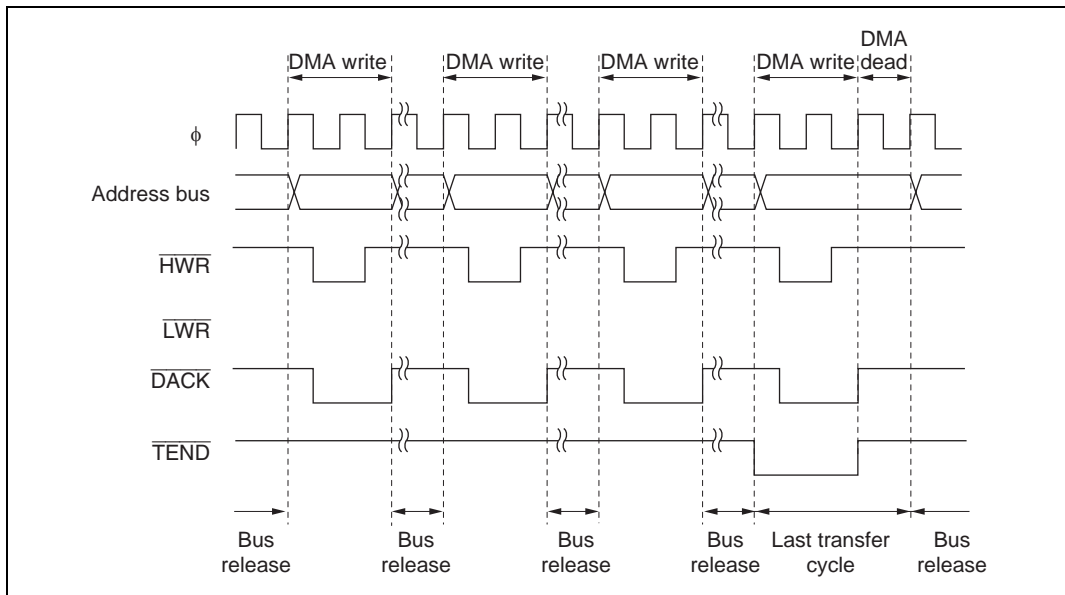 DMA
DMA write DMA write DMA write DMA write dead
ϕ
Address bus
HWR
LWR
DACK
TEND
Bus release
Bus release
Bus release
Bus release
Last transfer cycle
Bus release